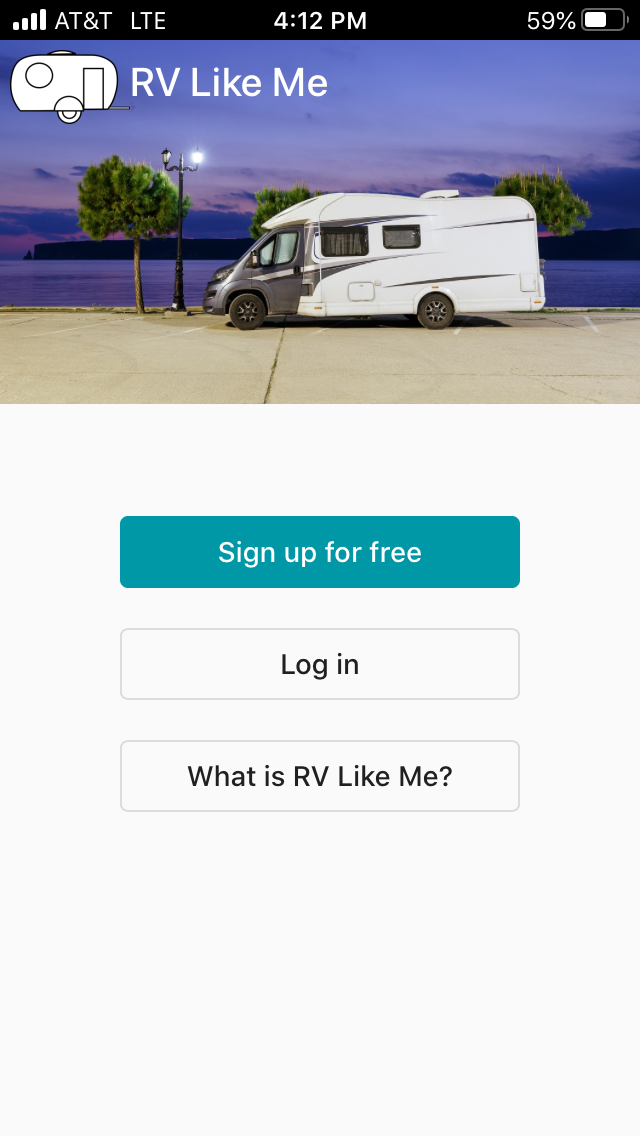 AT&T LTE 4:12 PM 59%
RV Like Me
Sign up for free
Log in
What is RV Like Me?